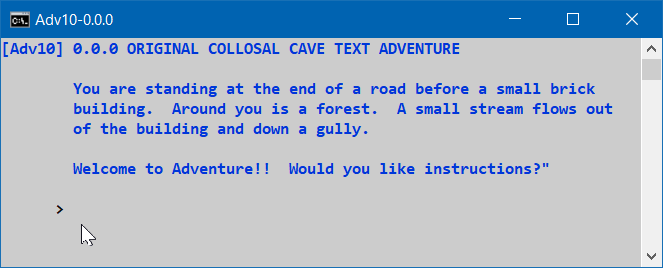 Adv10-0.0.0
[Adv10] 0.0.0 ORIGINAL COLLOSAL CAVE TEXT ADVENTURE
You are standing at the end of a road before a small brick
building.  Around you is a forest.  A small stream flows out
of the building and down a gully.
Welcome to Adventure!!  Would you like instructions?"
>